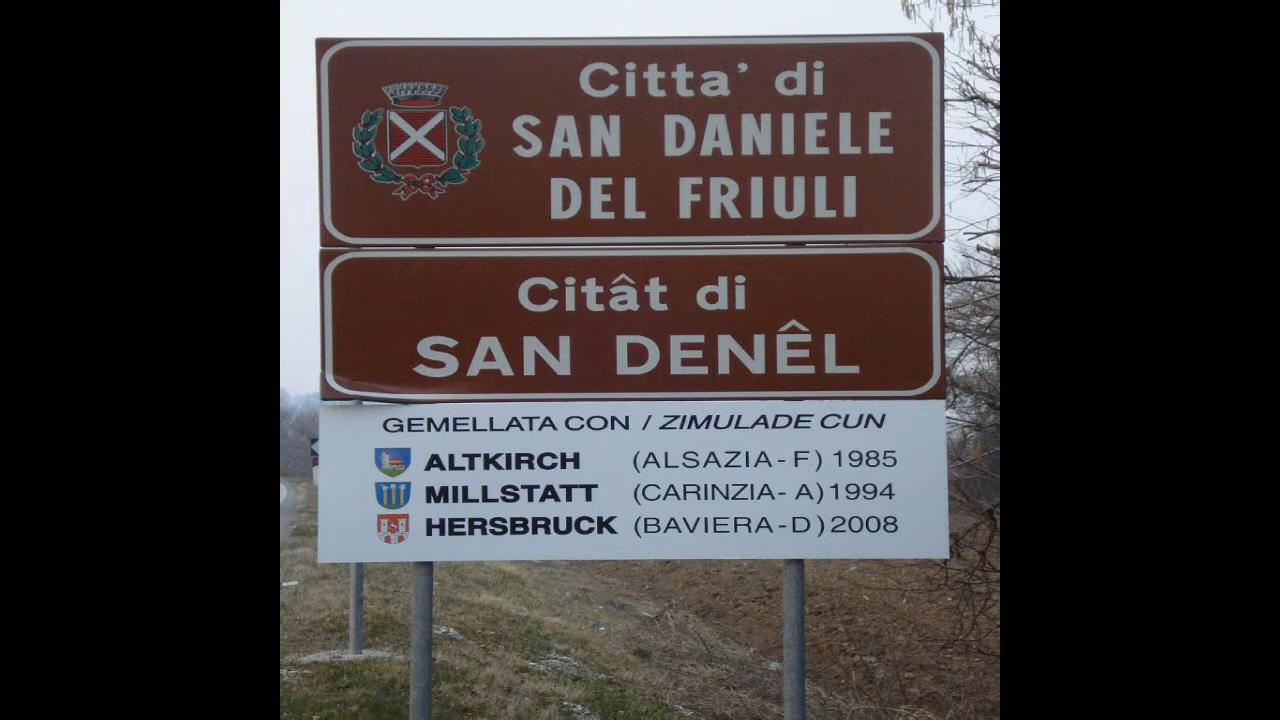 Citta' di
SAN DANIELE
DEL FRIULI
Citât di
SAN DENÊL
GEMELLATA CON / ZIMULADE CUN
ALTKIRCH (ALSAZIA-F) 1985
MILLSTATT (CARINZIA-A) 1994
HERSBRUCK (BAVIERA-D) 2008